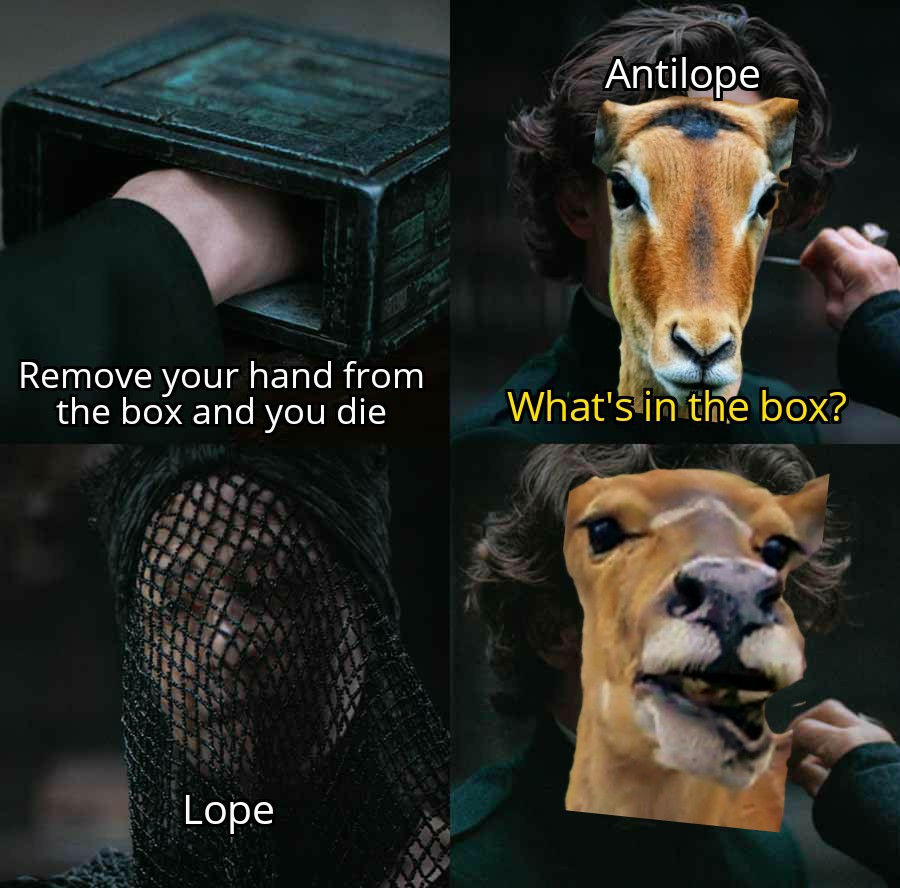 Remove your hand from
the box and you die
Antilope
What's in the box?
Lope